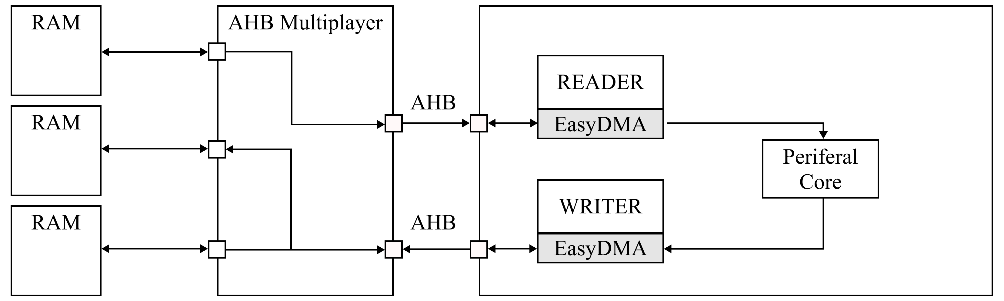 RAM
AHB Multiplayer
READER
EasyDMA
AHB
Periferal
Core
RAM
WRITER
EasyDMA
AHB
RAM